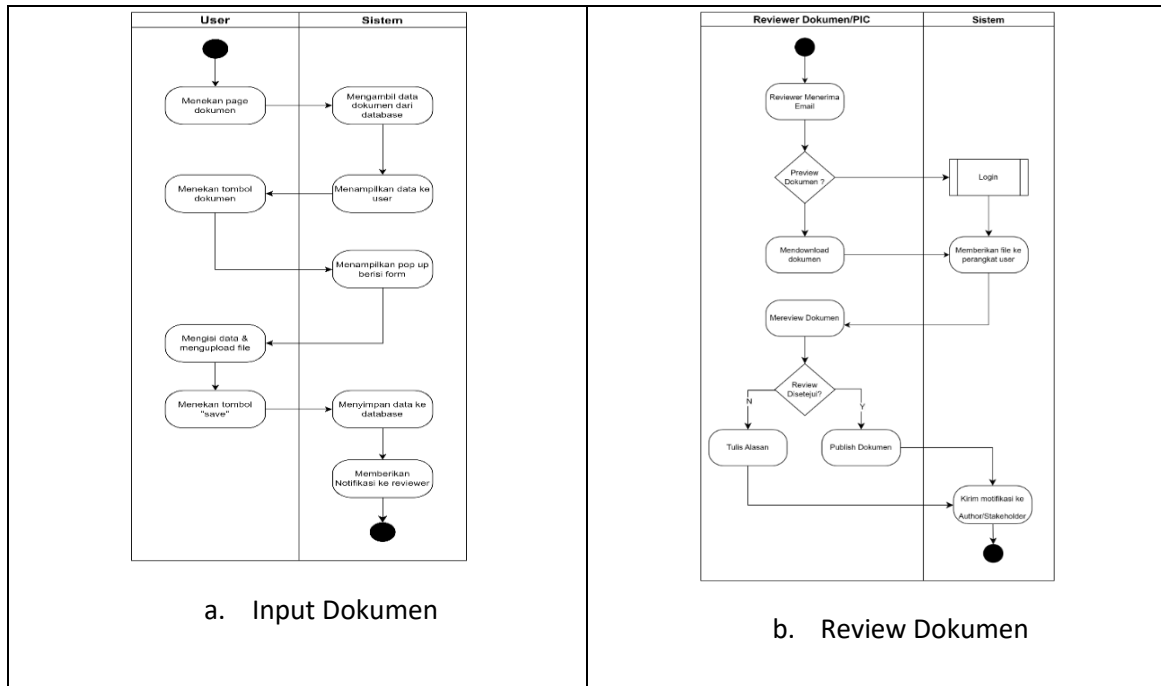 User
Sistem
Menekan page
dokumen
Mengambil data
dokumen dari
database
Menekan tombol
dokumen
Menampilkan data ke
user
Menampilkan pop up
berisi form
Mengisi data &
mengupload file
Menekan tombol
"save"
Menyimpan data ke
database
Memberikan
Notifikasi ke reviewer
a. Input Dokumen
Reviewer Dokumen/PIC
Sistem
Reviewer Menerima
Email
Preview
Dokumen ?
Login
Mendownload
dokumen
Memberikan file ke
perangkat user
Mereview Dokumen
Review
Disetejui?
N
Y
Tulis Alasan
Publish Dokumen
Kirim motifikasi ke
Author/Stakeholder
b. Review Dokumen